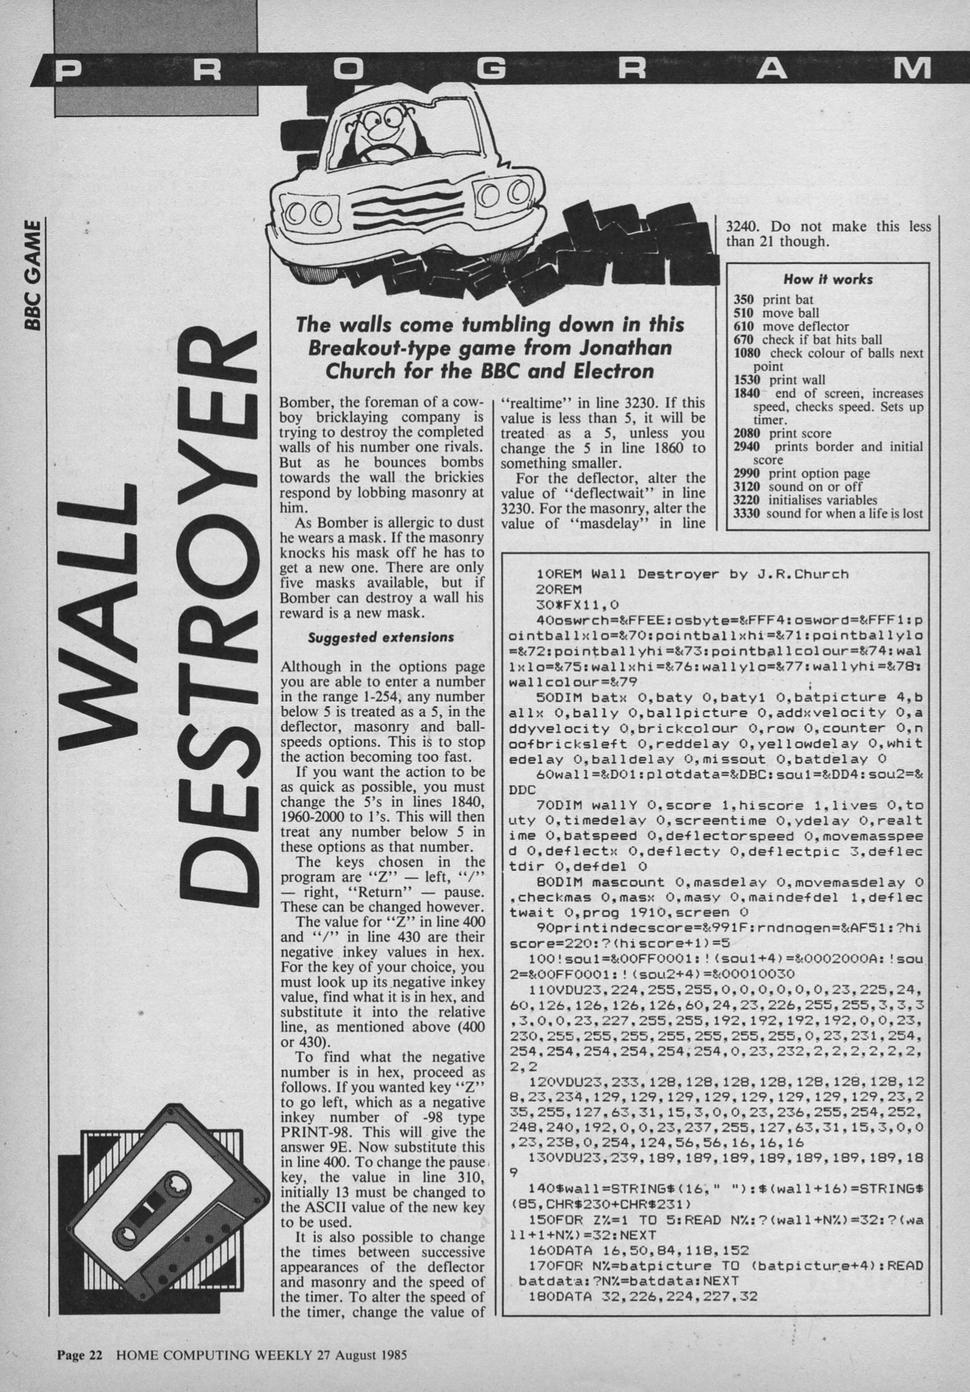 PROGRAM
BBC GAME
WALL
DESTROYER
The walls come tumbling down in this
Breakout-type game from Jonathan
Church for the BBC and Electron
Bomber, the foreman of a cow-
boy bricklaying company is
trying to destroy the completed
walls of his number one rivals.
But as he bounces bombs
towards the wall the brickies
respond by lobbing masonry at
him.
As Bomber is allergic to dust
he wears a mask. If the masonry
knocks his mask off he has to
get a new one. There are only
five masks available, but if
Bomber can destroy a wall his
reward is a new mask.
Suggested extensions
Although in the options page
you are able to enter a number
in the range 1-254, any number
below 5 is treated as a 5, in the
deflector, masonry and ball-
speeds options. This is to stop
the action becoming too fast.
If you want the action to be
as quick as possible, you must
change the 5's in lines 1840,
1960-2000 to 1's. This will then
treat any number below 5 in
these options as that number.
The keys chosen in the
program are "Z" — left, "/"
— right, "Return" — pause.
These can be changed however.
The value for "Z" in line 400
and "/" in line 430 are their
negative inkey values in hex.
For the key of your choice, you
must look up its negative inkey
value, find what it is in hex, and
substitute it into the relative
line, as mentioned above (400
or 430).
To find what the negative
number is in hex, proceed as
follows. If you wanted key "Z"
to go left, which as a negative
inkey number of -98 type
PRINT-98. This will give the
answer 9E. Now substitute this
in line 400. To change the pause
key, the value in line 310,
initially 13 must be changed to
the ASCII value of the new key
to be used.
It is also possible to change
the times between successive
appearances of the deflector
and masonry and the speed of
the timer. To alter the speed of
the timer, change the value of
"realtime" in line 3230. If this
value is less than 5, it will be
treated as a 5, unless you
change the 5 in line 1860 to
something smaller.
For the deflector, alter the
value of "deflectwait" in line
3230. For the masonry, alter the
value of "masdelay" in line
3240. Do not make this less
than 21 though.
How it works
350 print bat
510 move ball
610 move deflector
670 check if bat hits ball
1080 check colour of balls next
point
1530 print wall
1840 end of screen, increases
speed, checks speed. Sets up
timer.
2080 print score
2940 prints border and initial
score
2990 print option page
3120 sound on or off
3220 initialises variables
3330 sound for when a life is lost
10REM Wall Destroyer by J.R.Church
20REM
30*FX11,0
40oswrch=&FFEE:osbyte=&FFF4:osword=&FFF1:p
ointballxlo=&70:pointballxhi=&71:pointballylo
=&72:pointballyhi=&73:pointballcolour=&74:wal
lxlo=&75:wallxhi=&76:wallylo=&77:wallyhi=&78:
wallcolour=&79
50DIM batx 0,baty 0,baty1 0,batpicture 4,b
allx 0,bally 0,ballpicture 0,addxvelocity 0,a
ddyvelocity 0,brickcolour 0,row 0,counter 0,n
oofbricksleft 0,reddelay 0,yellowdelay 0,whit
edelay 0,balldelay 0,missout 0,batdelay 0
60wall=&D01:plotdata=&DBC:sou1=&DD4:sou2=&
DDC
70DIM wallY 0,score 1,hiscore 1,lives 0,to
uty 0,timedelay 0,screentime 0,ydelay 0,realt
ime 0,batspeed 0,deflectorspeed 0,movemasspee
d 0,deflectx 0,deflecty 0,deflectpic 3,deflec
tdir 0,defdel 0
80DIM mascount 0,masdelay 0,movemasdelay 0
,checkmas 0,masx 0,masy 0,maindefdel 1,deflec
twait 0,prog 1910,screen 0
90printindecscore=&991F:rndnogen=&AF51:?hi
score=220:?(hiscore+1)=5
100!sou1=&00FF0001:!(sou1+4)=&0002000A:!sou
2=&00FF0001:!(sou2+4)=&00010030
110VDU23,224,255,255,0,0,0,0,0,0,23,225,24,
60,126,126,126,126,60,24,23,226,255,255,3,3,3
,3,0,0,23,227,255,255,192,192,192,192,0,0,23,
230,255,255,255,255,255,255,255,0,23,231,254,
254,254,254,254,254,254,0,23,232,2,2,2,2,2,2,
2,2
120VDU23,233,128,128,128,128,128,128,128,12
8,23,234,129,129,129,129,129,129,129,129,23,2
35,255,127,63,31,15,3,0,0,23,236,255,254,252,
248,240,192,0,0,23,237,255,127,63,31,15,3,0,0
,23,238,0,254,124,56,56,16,16,16
130VDU23,239,189,189,189,189,189,189,189,18
9
140$wall=STRING$(16," "):$(wall+16)=STRING$
(85,CHR$230+CHR$231)
150FOR Z%=1 TO 5:READ N%:?(wall+N%)=32:?(wa
ll+1+N%)=32:NEXT
160DATA 16,50,84,118,152
170FOR N%=batpicture TO (batpicture+4):READ
batdata:?N%=batdata:NEXT
180DATA 32,226,224,227,32
Page 22 HOME COMPUTING WEEKLY 27 August 1985